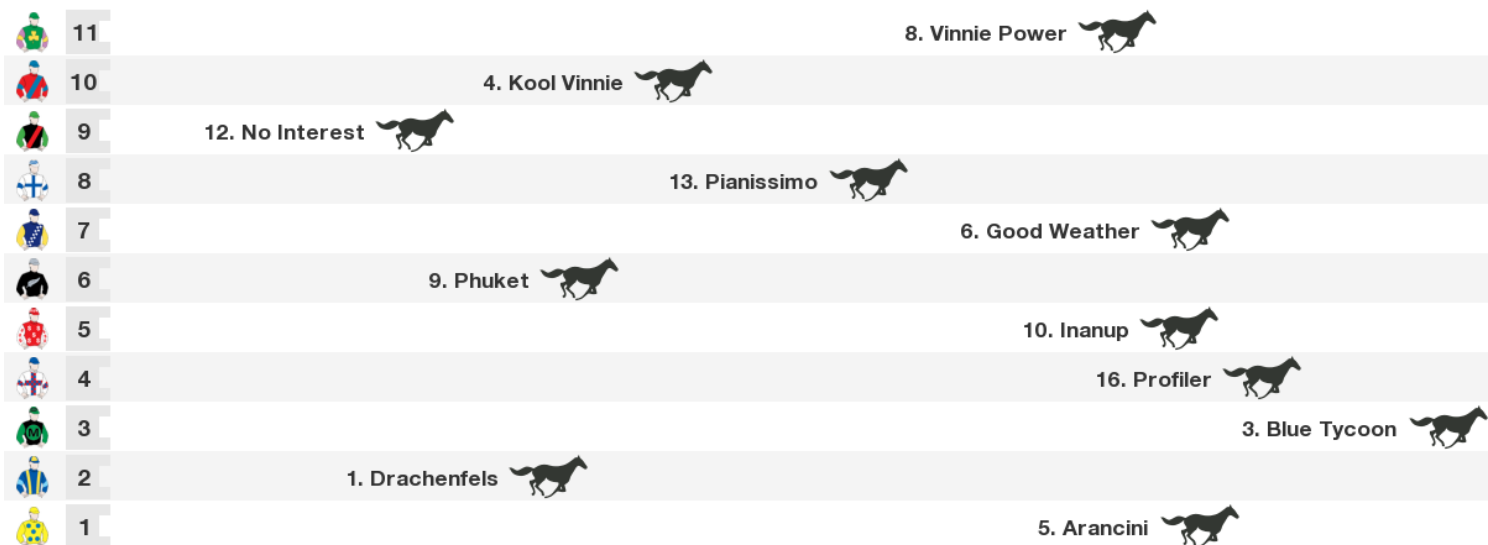 11 8. Vinnie Power
10 4. Kool Vinnie
9 12. No Interest
8 13. Pianissimo
7 6. Good Weather
6 9. Phuket
5 10. Inanup
4 16. Profiler
M 3 3. Blue Tycoon
2 1. Drachenfels
1 5. Arancini